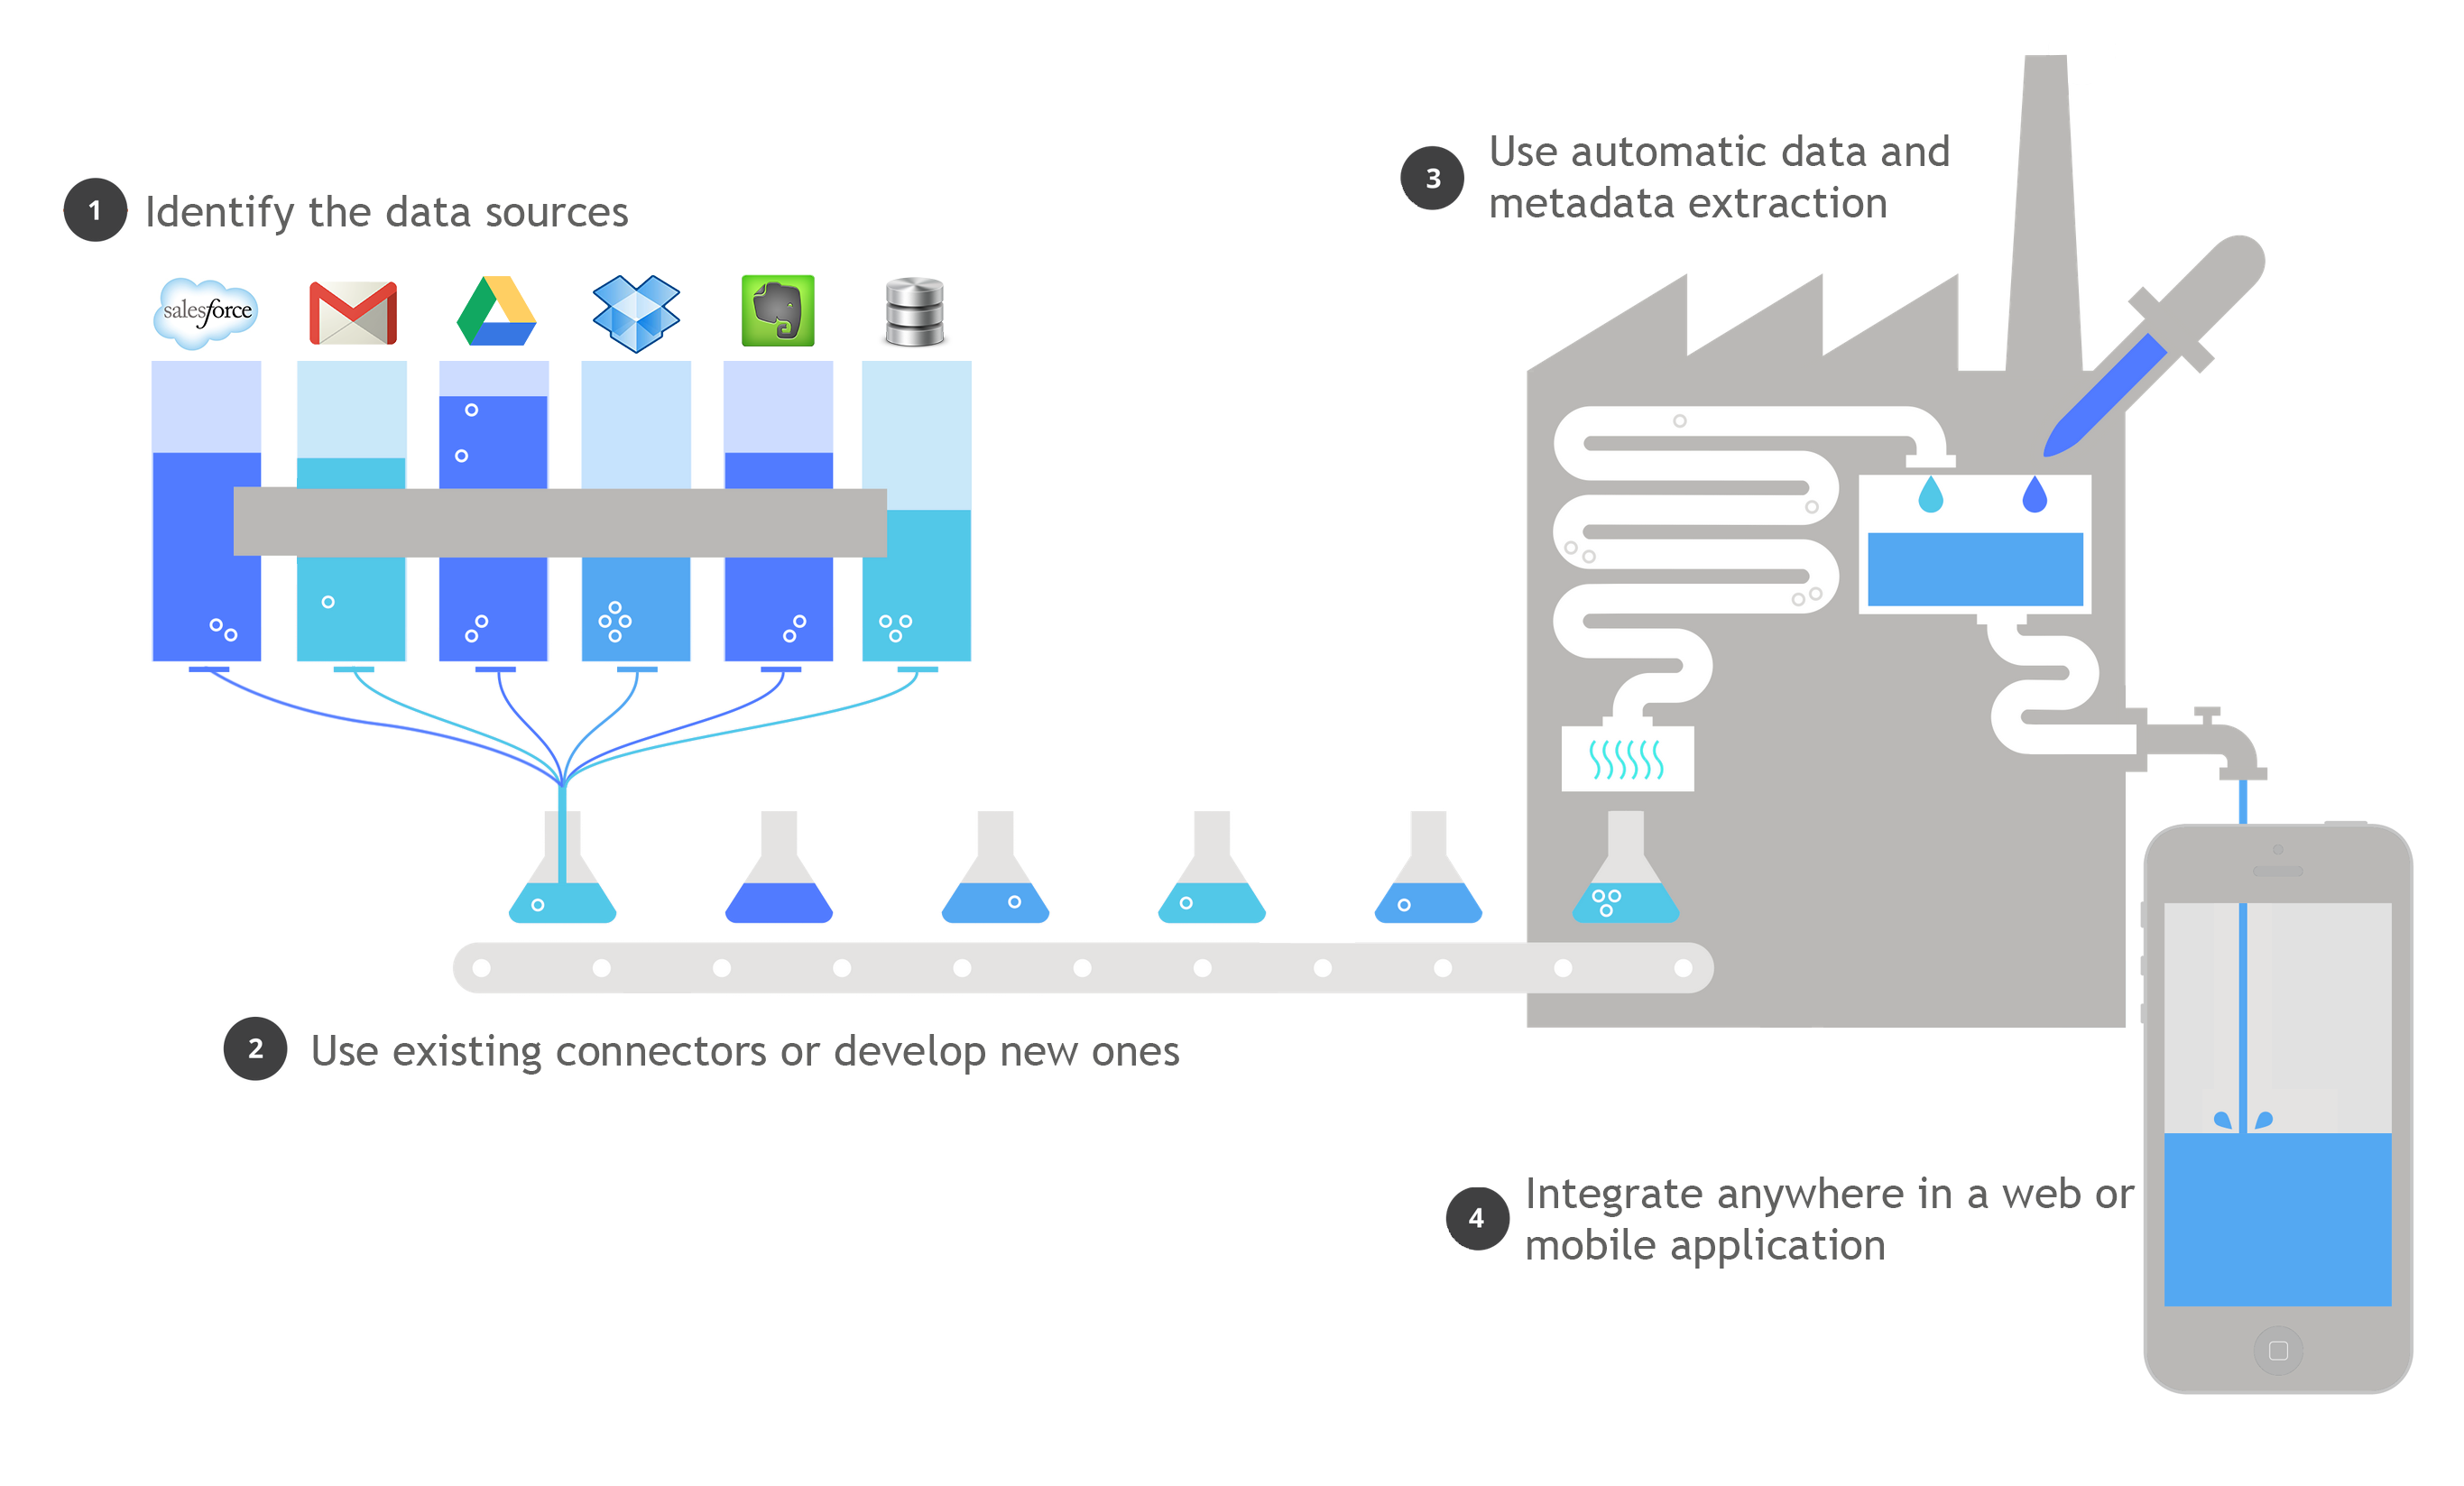 1 Identify the data sources
salesforce
2 Use existing connectors or develop new ones
3 Use automatic data and
metadata extraction
4 Integrate anywhere in a web or
mobile application